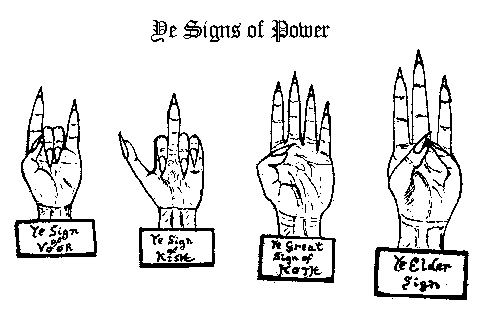 Ye Signs of Power
Ye Sign
of
VOOR
Ye Sign
of
KISH
Ye Great
Sign of
KOTH
Ye Elder
Sign